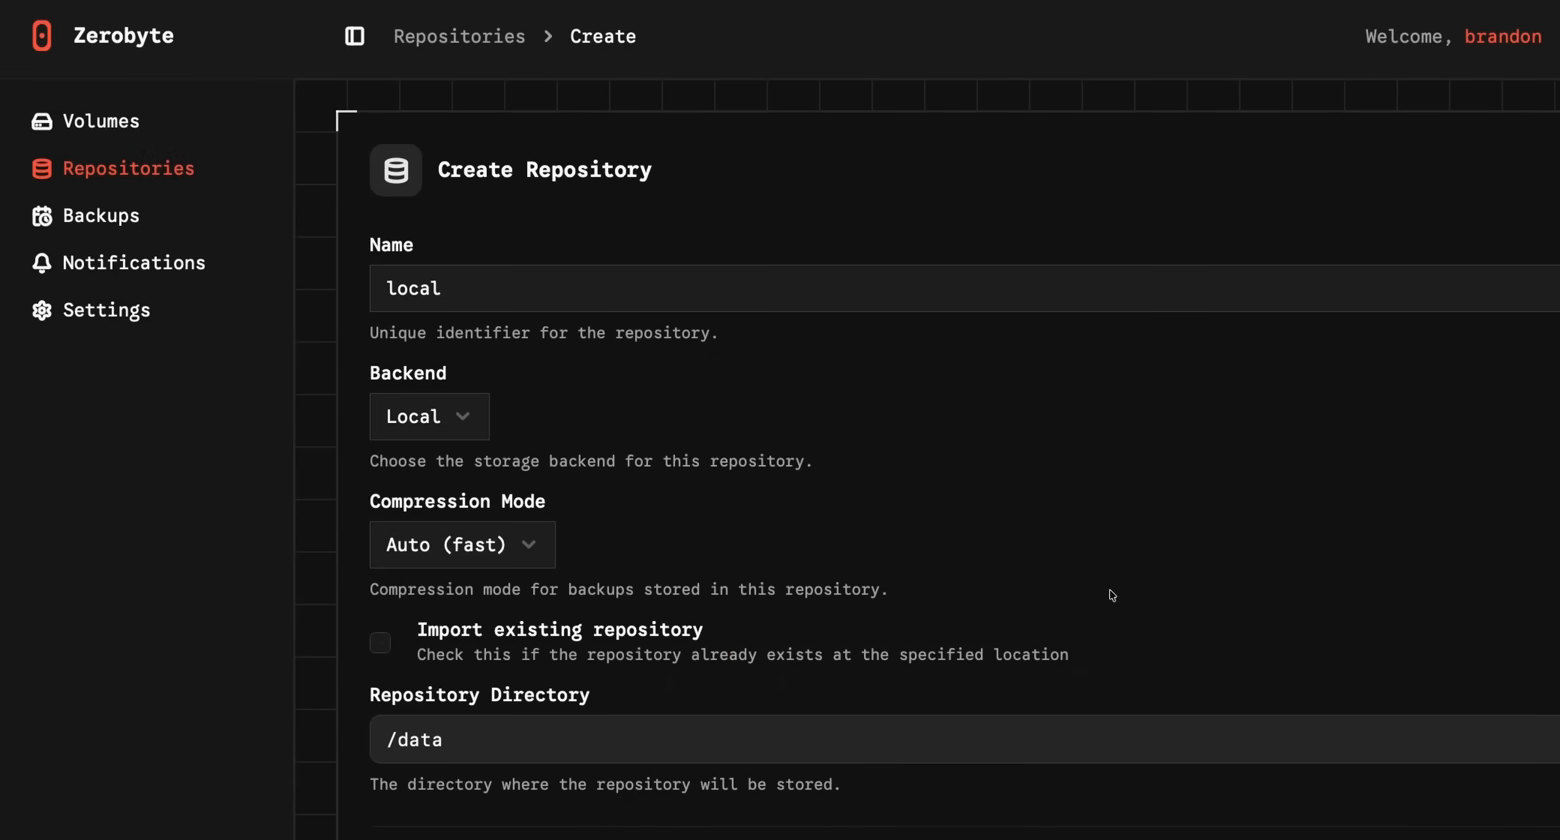 Zerobyte
Repositories > Create
Welcome, brandon
Volumes
Repositories
Backups
Notifications
Settings
Create Repository
Name
local
Unique identifier for the repository.
Backend
Local
Choose the storage backend for this repository.
Compression Mode
Auto (fast)
Compression mode for backups stored in this repository.
Import existing repository
Check this if the repository already exists at the specified location
Repository Directory
/data
The directory where the repository will be stored.